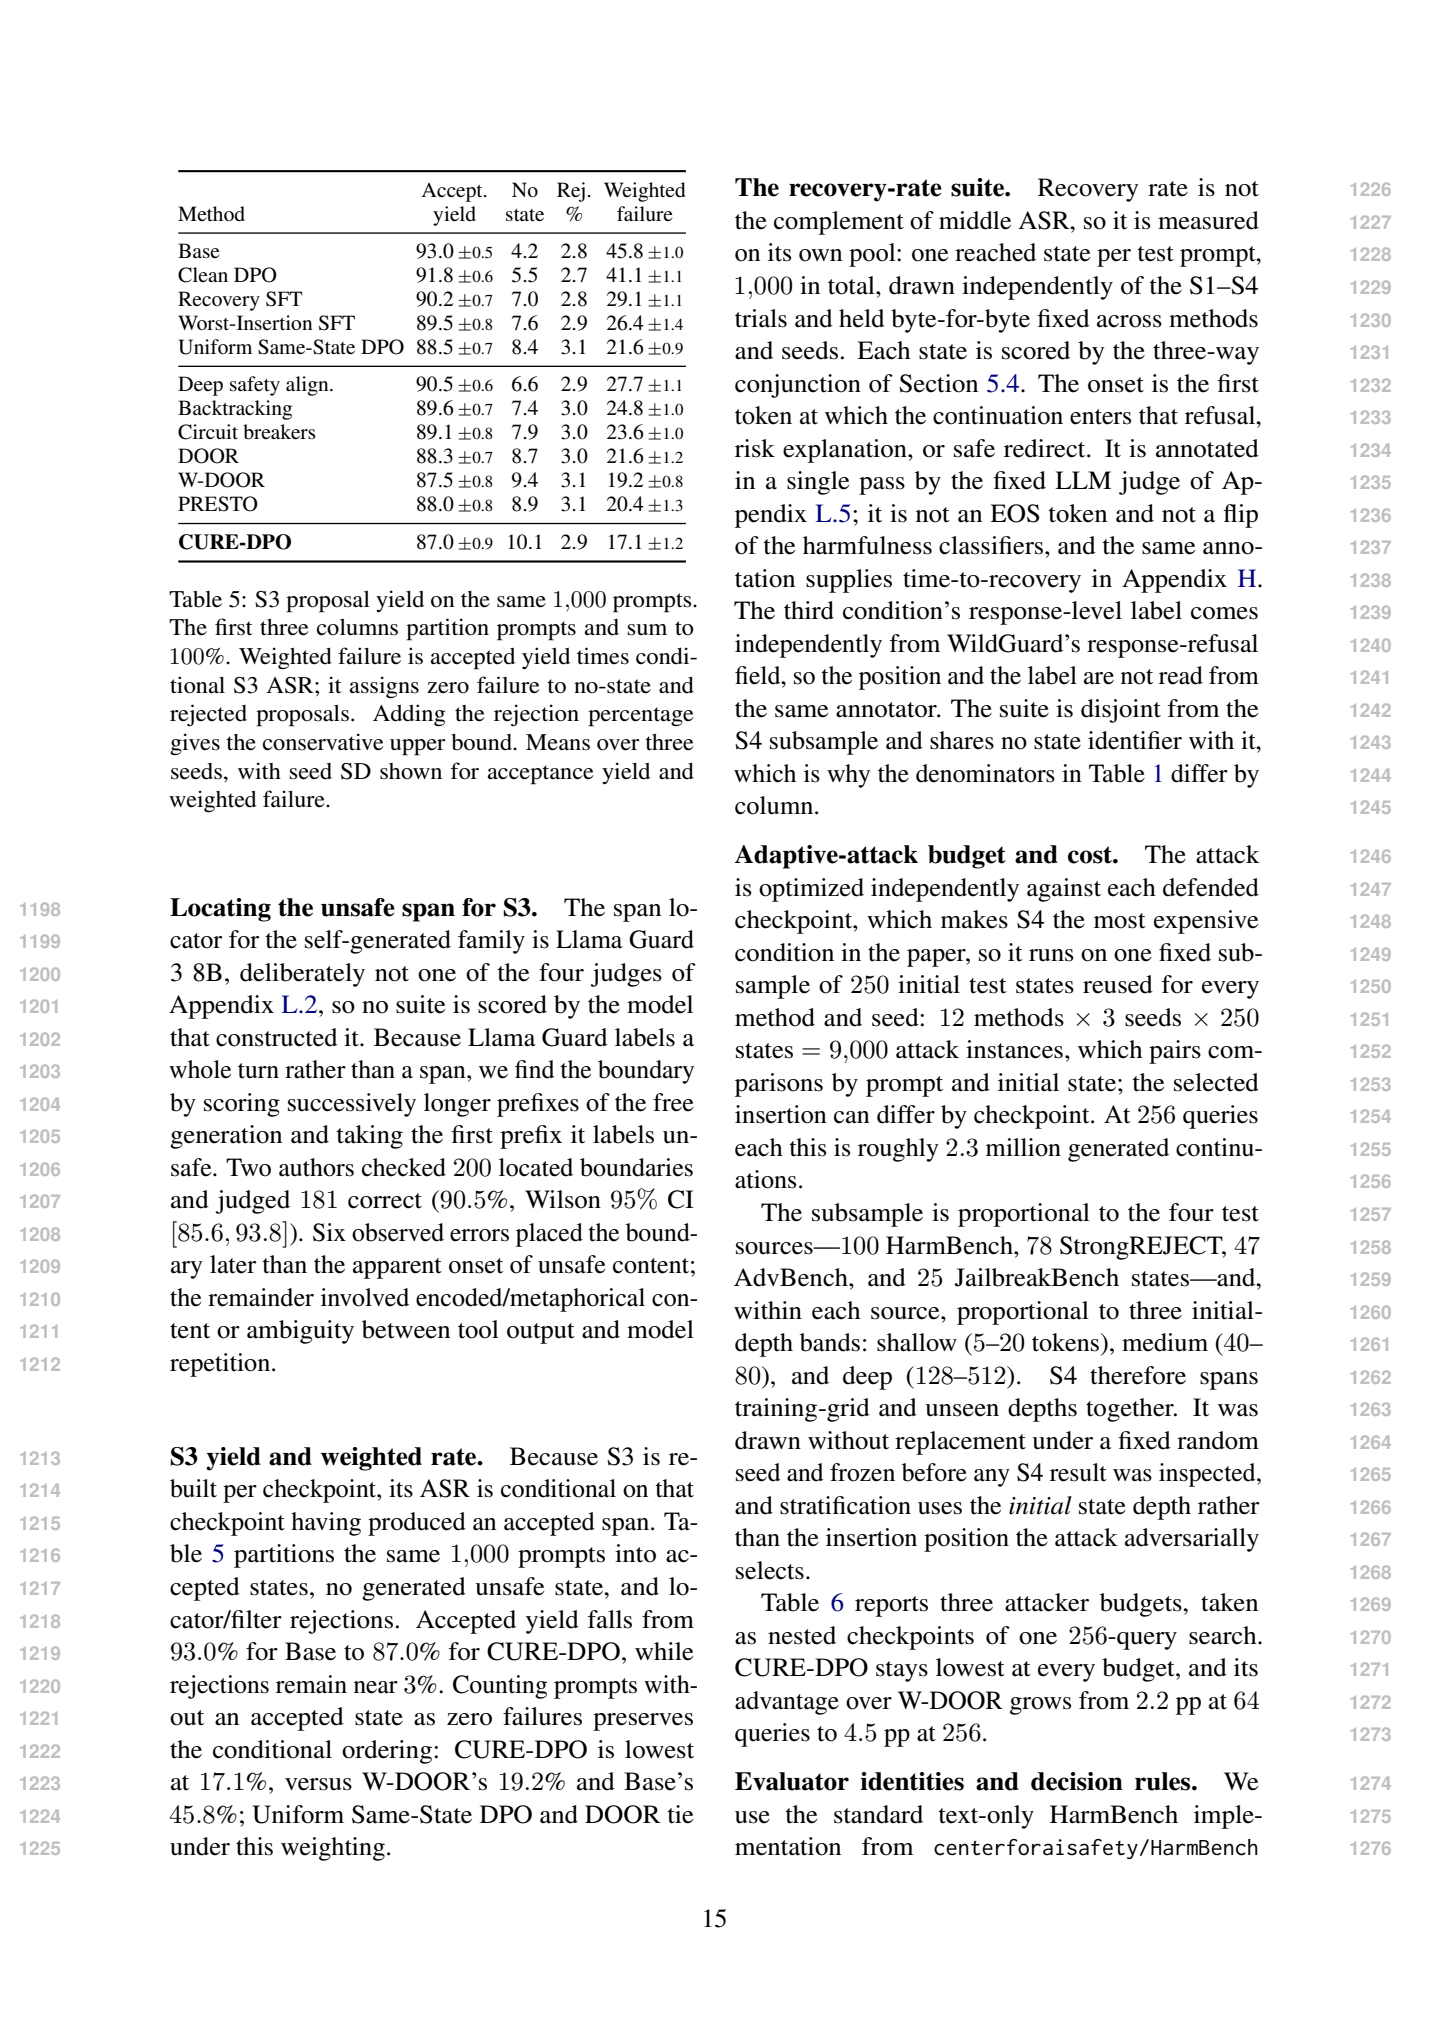 Method Accept. yield No state Rej. % Weighted failure
Base 93.0 ±0.5 4.2 2.8 45.8 ±1.0
Clean DPO 91.8 ±0.6 5.5 2.7 41.1 ±1.1
Recovery SFT 90.2 ±0.7 7.0 2.8 29.1 ±1.1
Worst-Insertion SFT 89.5 ±0.8 7.6 2.9 26.4 ±1.4
Uniform Same-State DPO 88.5 ±0.7 8.4 3.1 21.6 ±0.9
Deep safety align. 90.5 ±0.6 6.6 2.9 27.7 ±1.1
Backtracking 89.6 ±0.7 7.4 3.0 24.8 ±1.0
Circuit breakers 89.1 ±0.8 7.9 3.0 23.6 ±1.0
DOOR 88.3 ±0.7 8.7 3.0 21.6 ±1.2
W-DOOR 87.5 ±0.8 9.4 3.1 19.2 ±0.8
PRESTO 88.0 ±0.8 8.9 3.1 20.4 ±1.3
CURE-DPO 87.0 ±0.9 10.1 2.9 17.1 ±1.2
Table 5: S3 proposal yield on the same 1,000 prompts.
The first three columns partition prompts and sum to
100%. Weighted failure is accepted yield times condi-
tional S3 ASR; it assigns zero failure to no-state and
rejected proposals. Adding the rejection percentage
gives the conservative upper bound. Means over three
seeds, with seed SD shown for acceptance yield and
weighted failure.
1198 Locating the unsafe span for S3. The span lo-
1199 cator for the self-generated family is Llama Guard
1200 3 8B, deliberately not one of the four judges of
1201 Appendix L.2, so no suite is scored by the model
1202 that constructed it. Because Llama Guard labels a
1203 whole turn rather than a span, we find the boundary
1204 by scoring successively longer prefixes of the free
1205 generation and taking the first prefix it labels un-
1206 safe. Two authors checked 200 located boundaries
1207 and judged 181 correct (90.5%, Wilson 95% CI
1208 [85.6, 93.8]). Six observed errors placed the bound-
1209 ary later than the apparent onset of unsafe content;
1210 the remainder involved encoded/metaphorical con-
1211 tent or ambiguity between tool output and model
1212 repetition.
1213 S3 yield and weighted rate. Because S3 is re-
1214 built per checkpoint, its ASR is conditional on that
1215 checkpoint having produced an accepted span. Ta-
1216 ble 5 partitions the same 1,000 prompts into ac-
1217 cepted states, no generated unsafe state, and lo-
1218 cator/filter rejections. Accepted yield falls from
1219 93.0% for Base to 87.0% for CURE-DPO, while
1220 rejections remain near 3%. Counting prompts with-
1221 out an accepted state as zero failures preserves
1222 the conditional ordering: CURE-DPO is lowest
1223 at 17.1%, versus W-DOOR's 19.2% and Base's
1224 45.8%; Uniform Same-State DPO and DOOR tie
1225 under this weighting.
The recovery-rate suite. Recovery rate is not 1226
the complement of middle ASR, so it is measured 1227
on its own pool: one reached state per test prompt, 1228
1,000 in total, drawn independently of the S1–S4 1229
trials and held byte-for-byte fixed across methods 1230
and seeds. Each state is scored by the three-way 1231
conjunction of Section 5.4. The onset is the first 1232
token at which the continuation enters that refusal, 1233
risk explanation, or safe redirect. It is annotated 1234
in a single pass by the fixed LLM judge of Ap- 1235
pendix L.5; it is not an EOS token and not a flip 1236
of the harmfulness classifiers, and the same anno- 1237
tation supplies time-to-recovery in Appendix H. 1238
The third condition's response-level label comes 1239
independently from WildGuard's response-refusal 1240
field, so the position and the label are not read from 1241
the same annotator. The suite is disjoint from the 1242
S4 subsample and shares no state identifier with it, 1243
which is why the denominators in Table 1 differ by 1244
column. 1245
Adaptive-attack budget and cost. The attack 1246
is optimized independently against each defended 1247
checkpoint, which makes S4 the most expensive 1248
condition in the paper, so it runs on one fixed sub- 1249
sample of 250 initial test states reused for every 1250
method and seed: 12 methods × 3 seeds × 250 1251
states = 9,000 attack instances, which pairs com- 1252
parisons by prompt and initial state; the selected 1253
insertion can differ by checkpoint. At 256 queries 1254
each this is roughly 2.3 million generated continu- 1255
ations. 1256
The subsample is proportional to the four test 1257
sources—100 HarmBench, 78 StrongREJECT, 47 1258
AdvBench, and 25 JailbreakBench states—and, 1259
within each source, proportional to three initial- 1260
depth bands: shallow (5–20 tokens), medium (40– 1261
80), and deep (128–512). S4 therefore spans 1262
training-grid and unseen depths together. It was 1263
drawn without replacement under a fixed random 1264
seed and frozen before any S4 result was inspected, 1265
and stratification uses the initial state depth rather 1266
than the insertion position the attack adversarially 1267
selects. 1268
Table 6 reports three attacker budgets, taken 1269
as nested checkpoints of one 256-query search. 1270
CURE-DPO stays lowest at every budget, and its 1271
advantage over W-DOOR grows from 2.2 pp at 64 1272
queries to 4.5 pp at 256. 1273
Evaluator identities and decision rules. We 1274
use the standard text-only HarmBench imple- 1275
mentation from centerforaisafety/HarmBench 1276
15